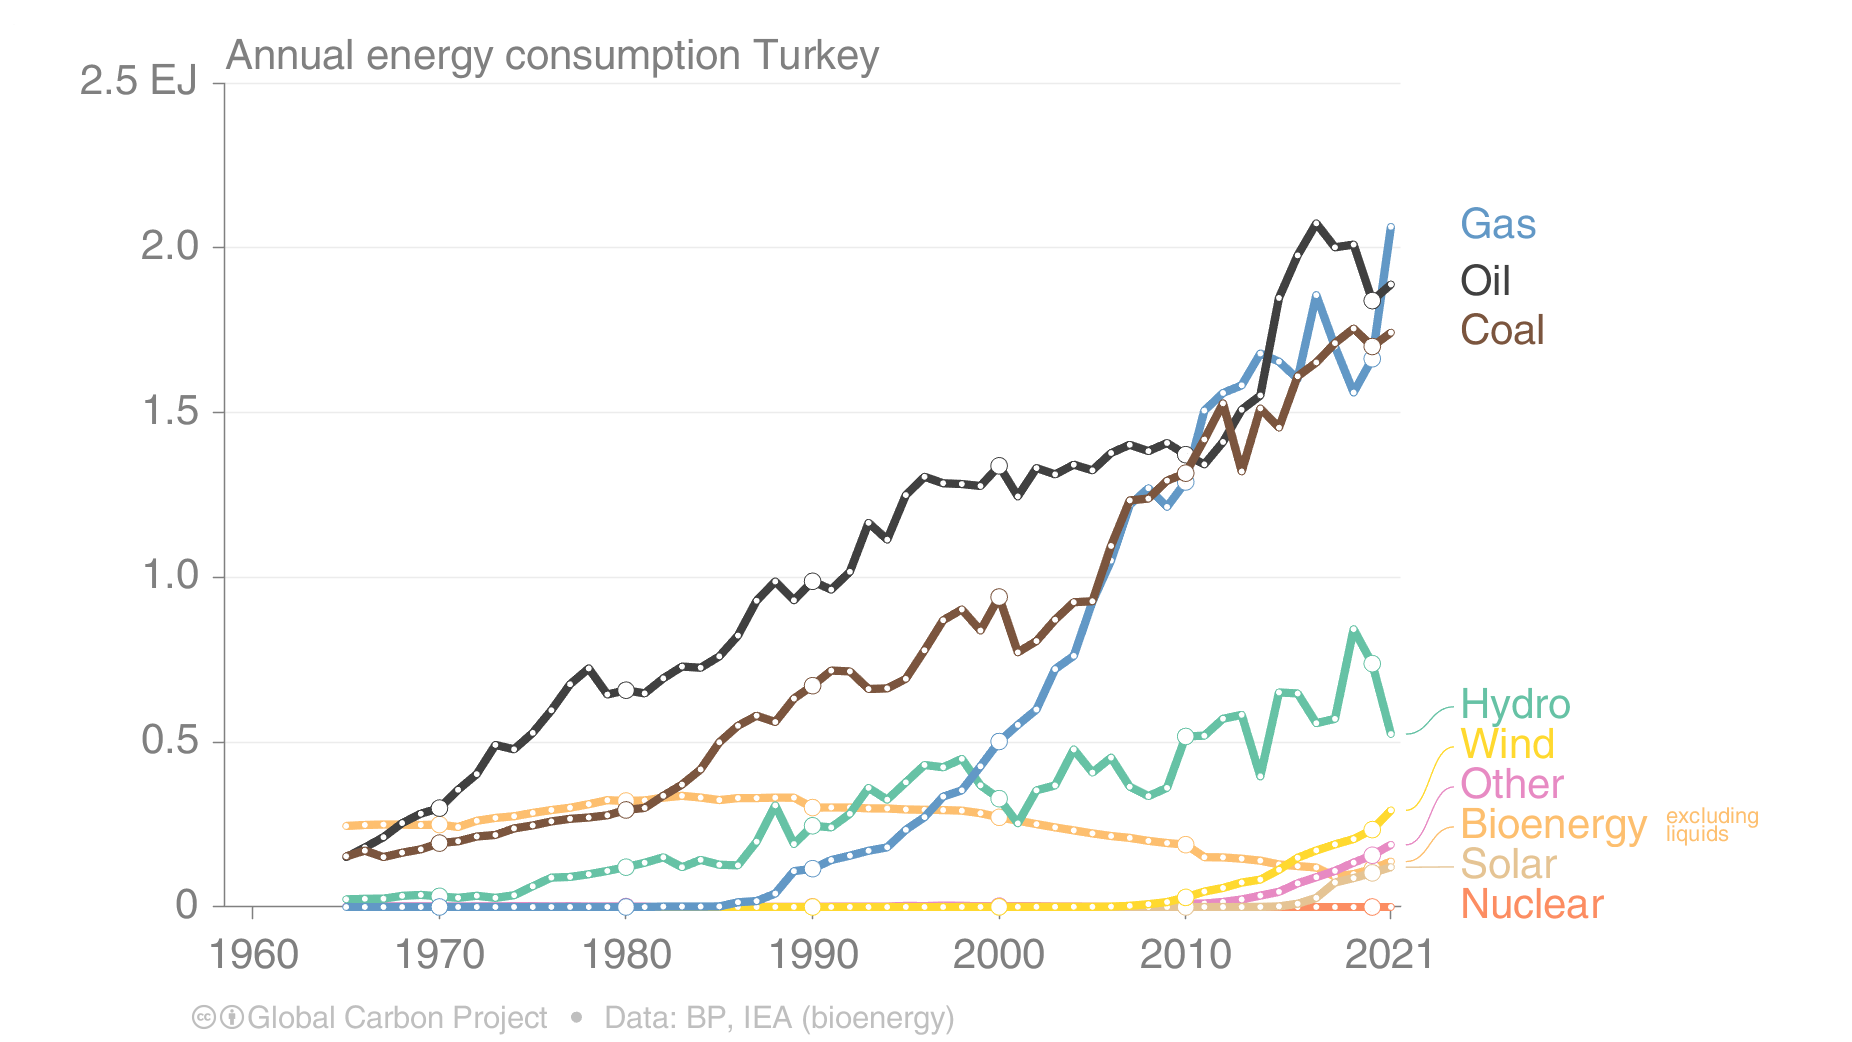 Annual energy consumption Turkey
2.5 EJ
2.0
1.5
1.0
0.5
0
1960 1970 1980 1990 2000 2010 2021
Gas
Oil
Coal
Hydro
Wind
Other
Bioenergy excluding liquids
Solar
Nuclear
cc Global Carbon Project • Data: BP, IEA (bioenergy)